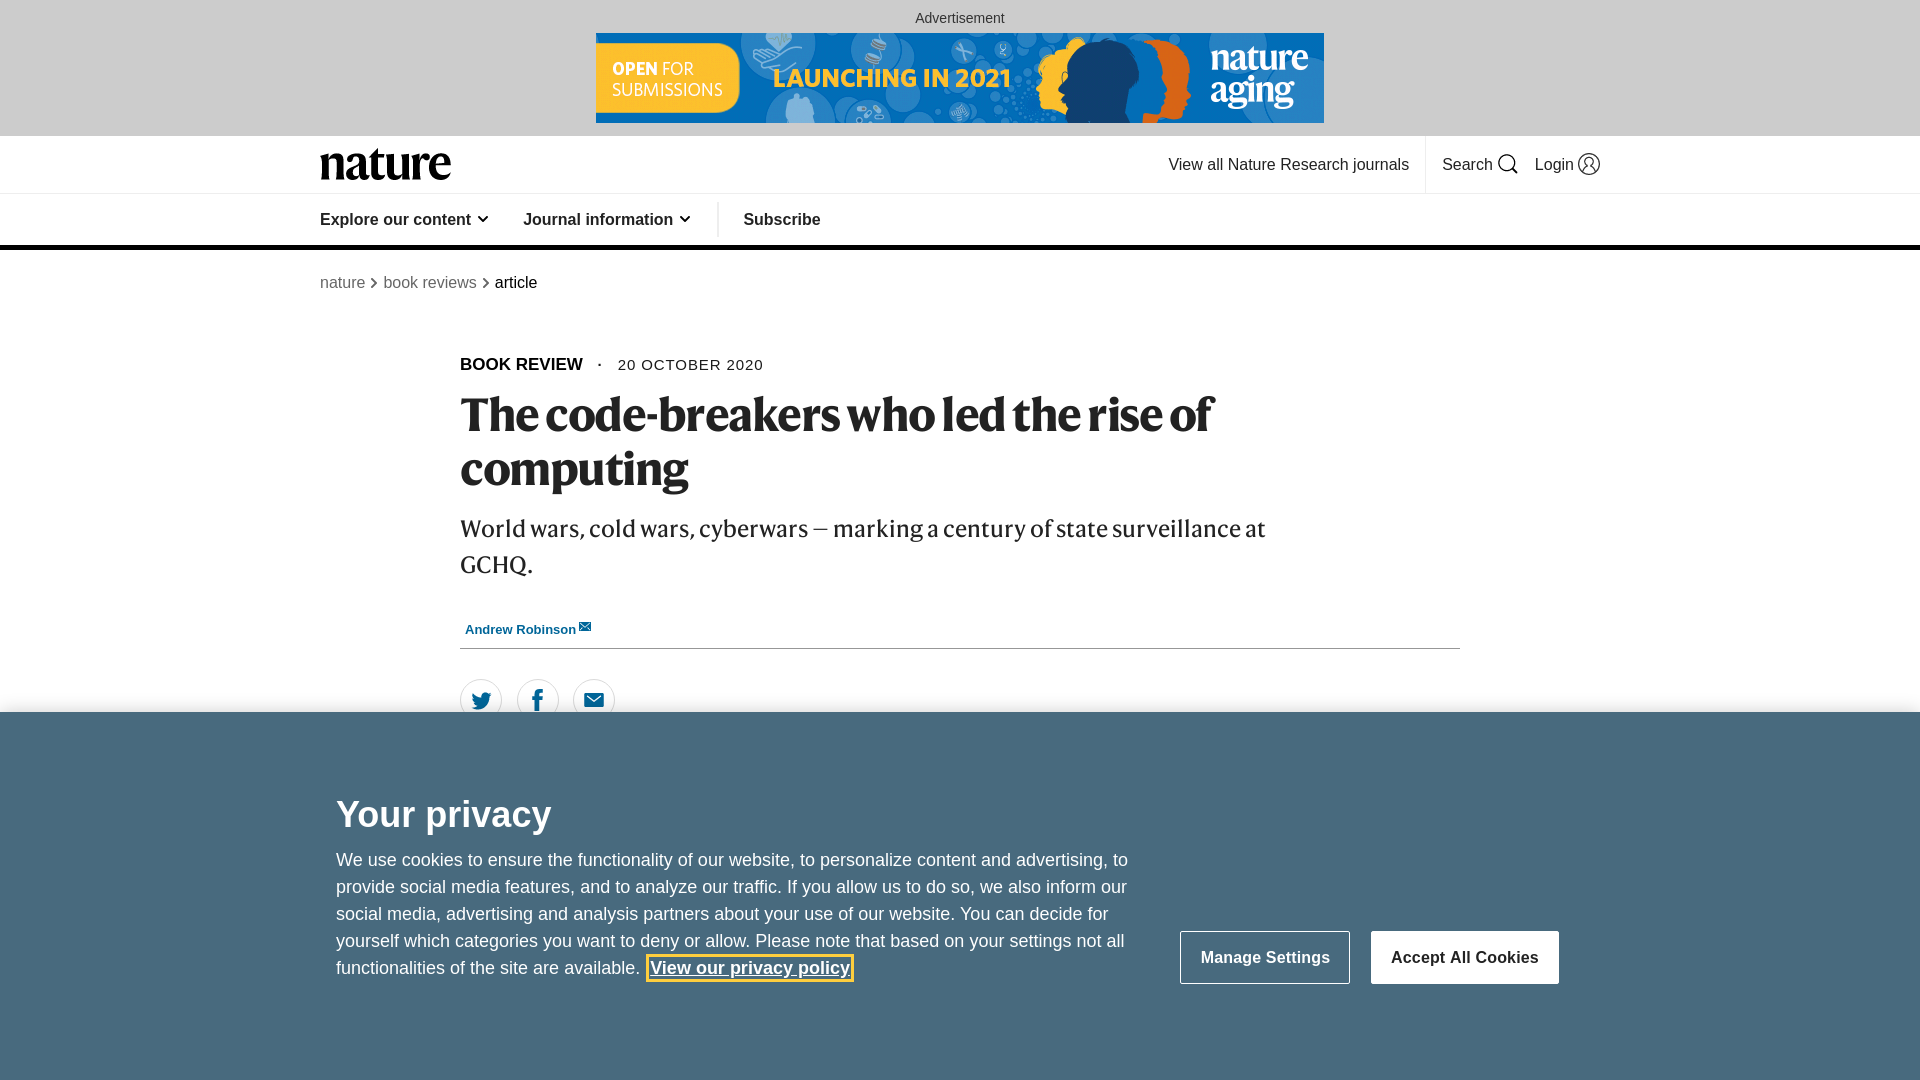 Advertisement
OPEN FOR
SUBMISSIONS
LAUNCHING IN 2021
nature
aging
nature
View all Nature Research journals
Search
Login
Explore our content
Journal information
Subscribe
nature
book reviews
article
BOOK REVIEW · 20 OCTOBER 2020
The code-breakers who led the rise of
computing
World wars, cold wars, cyberwars — marking a century of state surveillance at
GCHQ.
Andrew Robinson
Your privacy
We use cookies to ensure the functionality of our website, to personalize content and advertising, to
provide social media features, and to analyze our traffic. If you allow us to do so, we also inform our
social media, advertising and analysis partners about your use of our website. You can decide for
yourself which categories you want to deny or allow. Please note that based on your settings not all
functionalities of the site are available. View our privacy policy
Manage Settings
Accept All Cookies